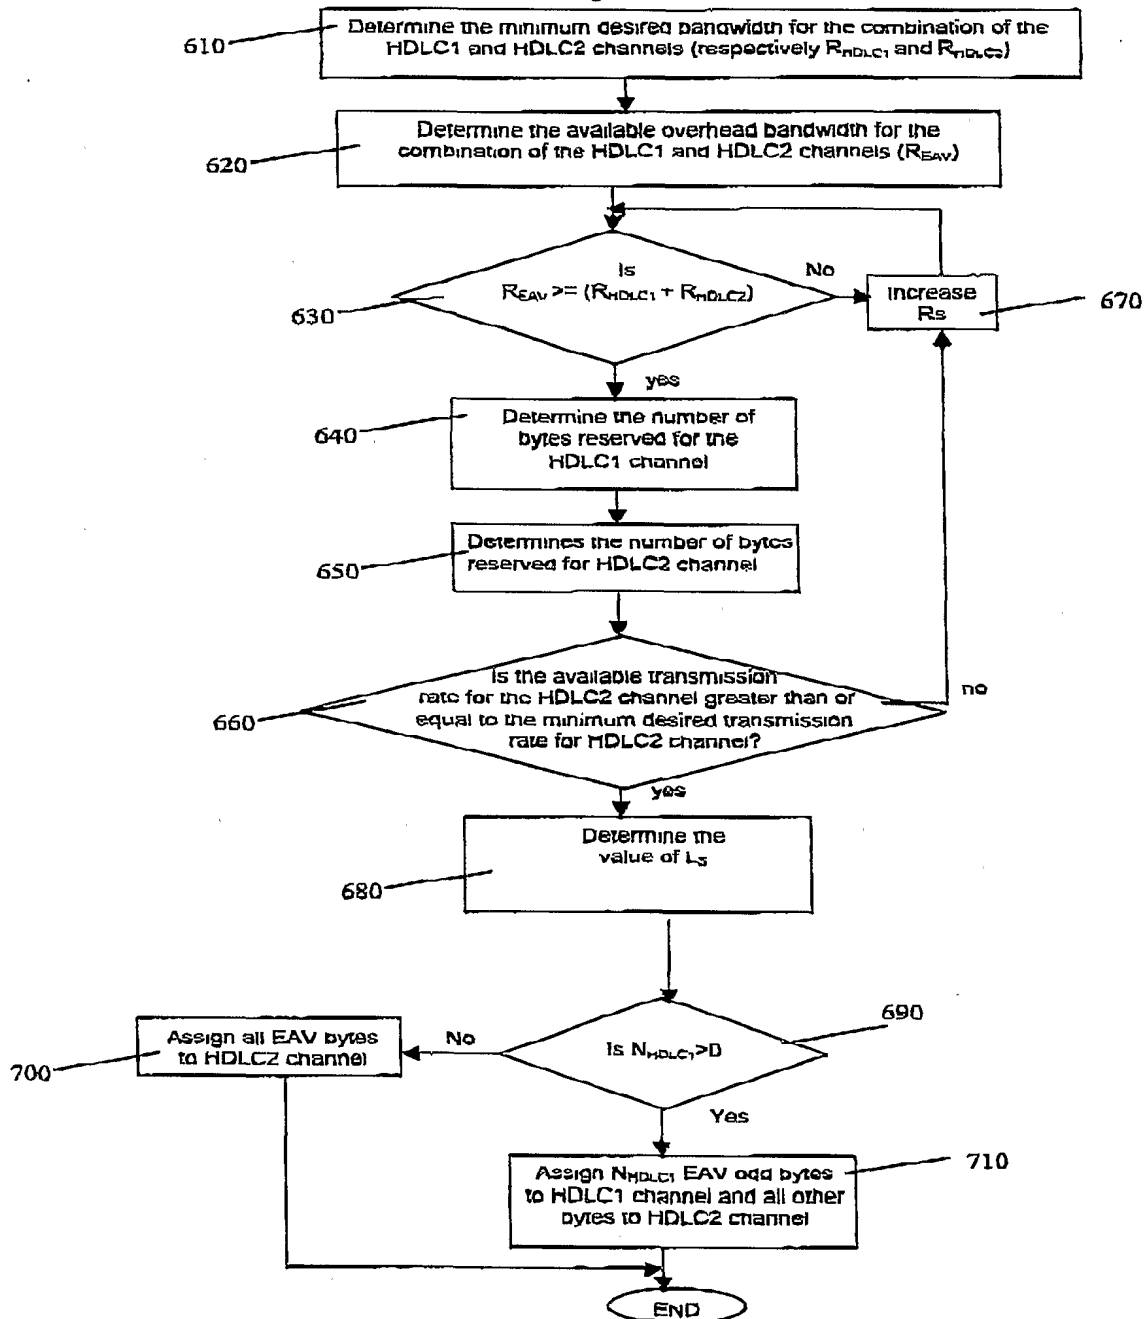 610
Determine the minimum desired bandwidth for the combination of the
HDLC1 and HDLC2 channels (respectively RHDLC1 and RHDLC2)
620
Determine the available overhead bandwidth for the
combination of the HDLC1 and HDLC2 channels (REAV)
630
Is
REAV >= (RHDLC1 + RHDLC2)
No
Increase
Rs
670
yes
640
Determine the number of
bytes reserved for the
HDLC1 channel
650
Determines the number of bytes
reserved for HDLC2 channel
660
Is the available transmission
rate for the HDLC2 channel greater than or
equal to the minimum desired transmission
rate for HDLC2 channel?
no
yes
680
Determine the
value of Ls
690
Is NHDLC1>0
No
700
Assign all EAV bytes
to HDLC2 channel
Yes
710
Assign NHDLC1 EAV odd bytes
to HDLC1 channel and all other
bytes to HDLC2 channel
END